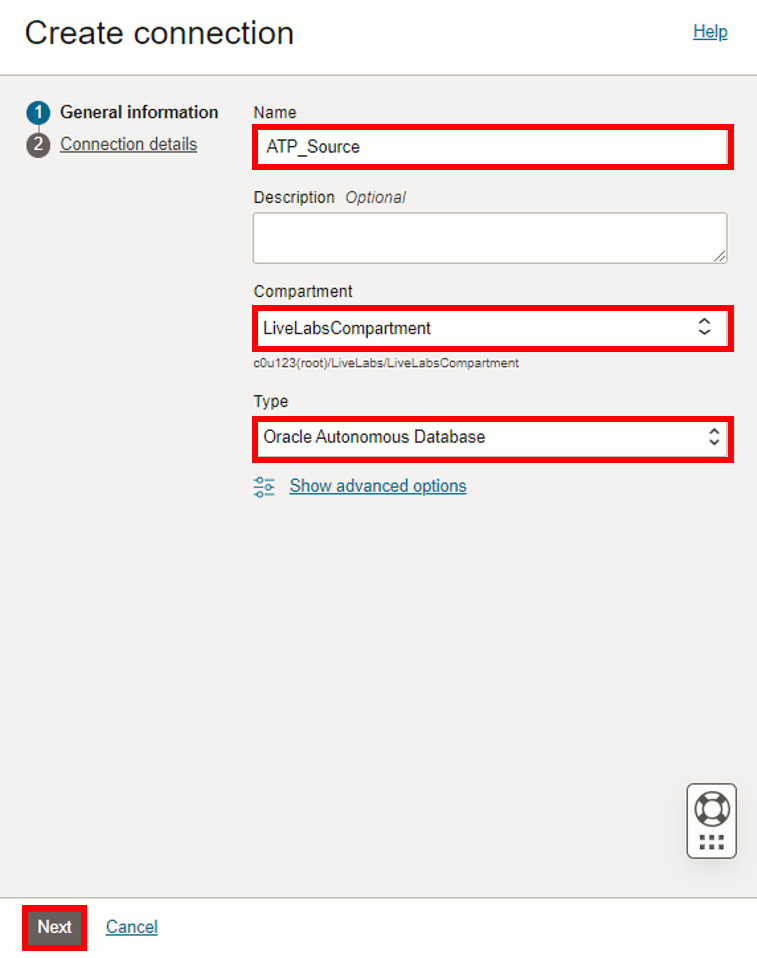 Create connection
Help
1 General information
2 Connection details
Name
ATP_Source
Description Optional
Compartment
LiveLabsCompartment
c0u123(root)/LiveLabs/LiveLabsCompartment
Type
Oracle Autonomous Database
Show advanced options
Next Cancel